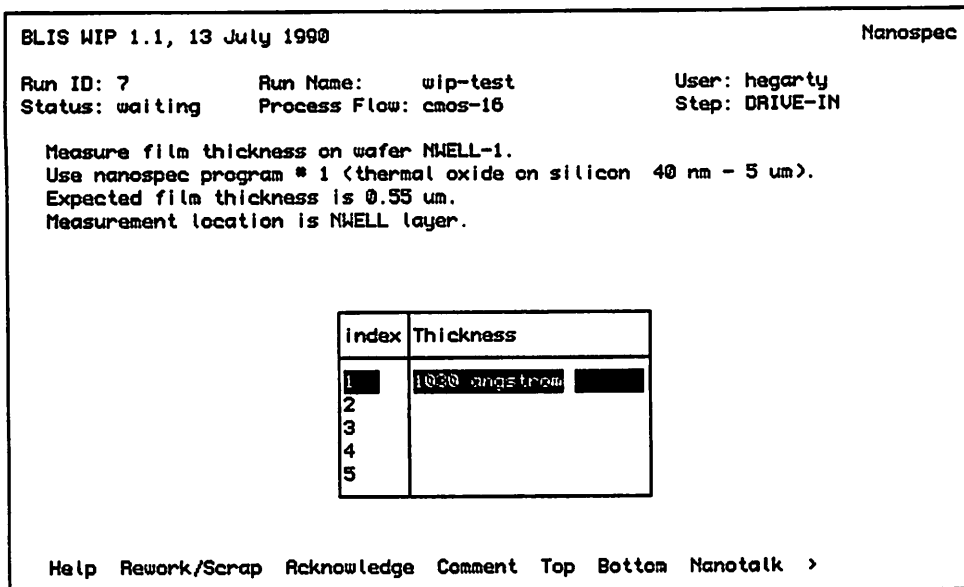 BLIS WIP 1.1, 13 July 1990 Nanospec
Run ID: 7 Run Name: wip-test User: hegarty
Status: waiting Process Flow: cmos-16 Step: DRIVE-IN
Measure film thickness on wafer NWELL-1.
Use nanospec program # 1 (thermal oxide on silicon 40 nm - 5 um).
Expected film thickness is 0.55 um.
Measurement location is NWELL layer.
index Thickness
1 1030 angstrom
2
3
4
5
Help Rework/Scrap Acknowledge Comment Top Bottom Nanotalk >